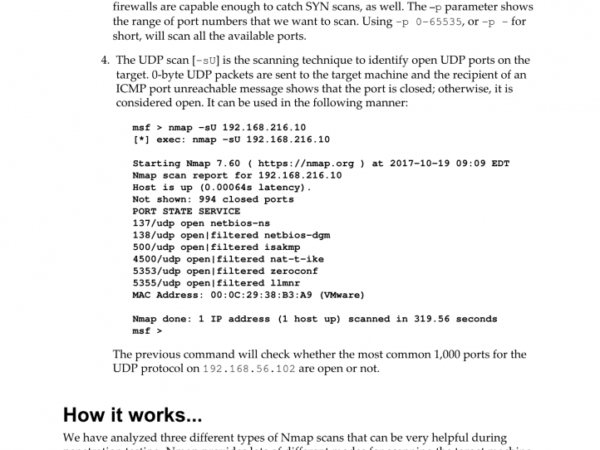 firewalls are capable enough to catch SYN scans, as well. The –p parameter shows
the range of port numbers that we want to scan. Using -p 0-65535, or -p - for
short, will scan all the available ports.
4. The UDP scan [-sU] is the scanning technique to identify open UDP ports on the
target. 0-byte UDP packets are sent to the target machine and the recipient of an
ICMP port unreachable message shows that the port is closed; otherwise, it is
considered open. It can be used in the following manner:
msf > nmap -sU 192.168.216.10
[*] exec: nmap -sU 192.168.216.10
Starting Nmap 7.60 ( https://nmap.org ) at 2017-10-19 09:09 EDT
Nmap scan report for 192.168.216.10
Host is up (0.00064s latency).
Not shown: 994 closed ports
PORT STATE SERVICE
137/udp open netbios-ns
138/udp open|filtered netbios-dgm
500/udp open|filtered isakmp
4500/udp open|filtered nat-t-ike
5353/udp open|filtered zeroconf
5355/udp open|filtered llmnr
MAC Address: 00:0C:29:38:B3:A9 (VMware)
Nmap done: 1 IP address (1 host up) scanned in 319.56 seconds
msf >
The previous command will check whether the most common 1,000 ports for the
UDP protocol on 192.168.56.102 are open or not.
How it works...
We have analyzed three different types of Nmap scans that can be very helpful during